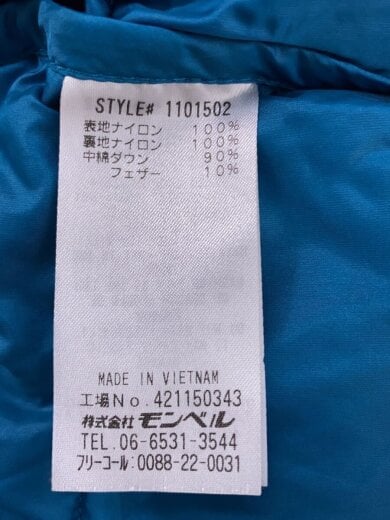 STYLE# 1101502
表地ナイロン 100%
裏地ナイロン 100%
中綿ダウン 90%
フェザー 10%
MADE IN VIETNAM
工場No.421150343
株式会社モンベル
TEL.06-6531-3544
フリーコール:0088-22-0031